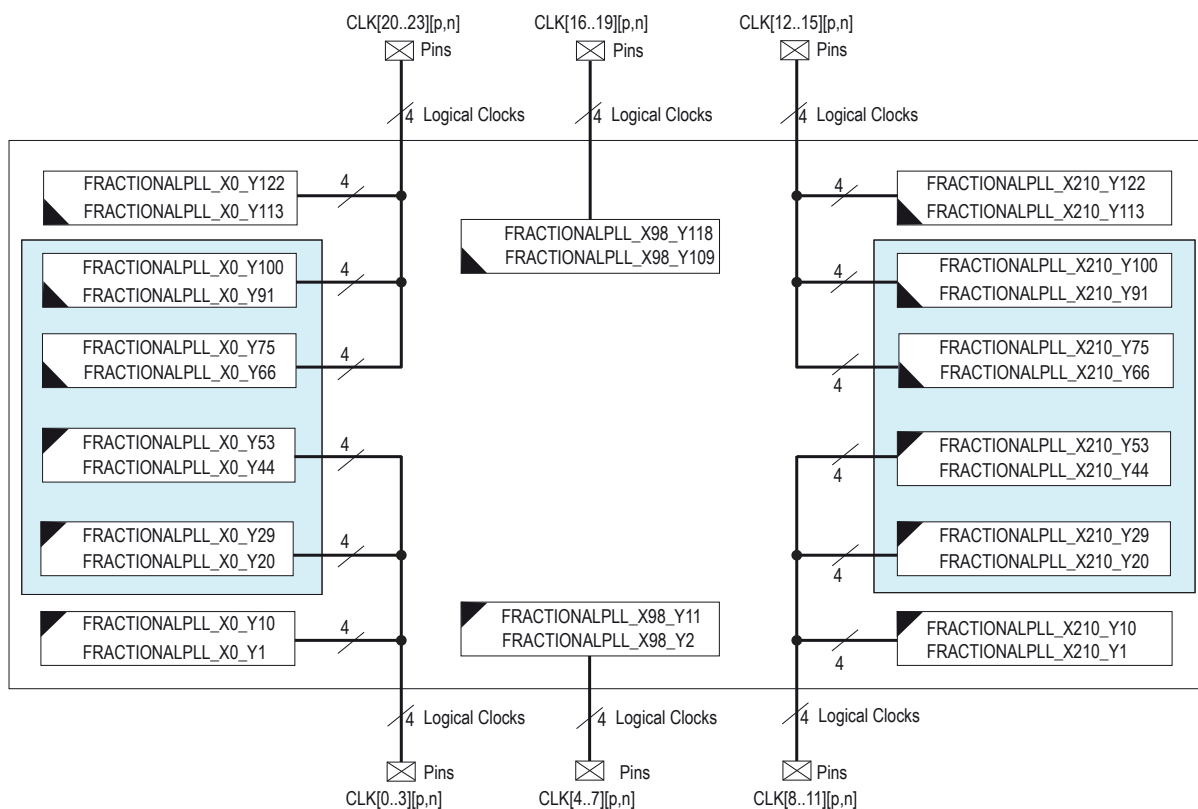 CLK[20..23][p,n] CLK[16..19][p,n] CLK[12..15][p,n]
Pins Pins Pins
4 Logical Clocks 4 Logical Clocks 4 Logical Clocks
FRACTIONALPLL_X0_Y122
FRACTIONALPLL_X0_Y113
4
FRACTIONALPLL_X98_Y118
FRACTIONALPLL_X98_Y109
4
FRACTIONALPLL_X210_Y122
FRACTIONALPLL_X210_Y113
FRACTIONALPLL_X0_Y100
FRACTIONALPLL_X0_Y91
4
4
FRACTIONALPLL_X210_Y100
FRACTIONALPLL_X210_Y91
FRACTIONALPLL_X0_Y75
FRACTIONALPLL_X0_Y66
4
4
FRACTIONALPLL_X210_Y75
FRACTIONALPLL_X210_Y66
FRACTIONALPLL_X0_Y53
FRACTIONALPLL_X0_Y44
4
4
FRACTIONALPLL_X210_Y53
FRACTIONALPLL_X210_Y44
FRACTIONALPLL_X0_Y29
FRACTIONALPLL_X0_Y20
4
4
FRACTIONALPLL_X210_Y29
FRACTIONALPLL_X210_Y20
FRACTIONALPLL_X0_Y10
FRACTIONALPLL_X0_Y1
4
FRACTIONALPLL_X98_Y11
FRACTIONALPLL_X98_Y2
4
FRACTIONALPLL_X210_Y10
FRACTIONALPLL_X210_Y1
4 Logical Clocks 4 Logical Clocks 4 Logical Clocks
Pins Pins Pins
CLK[0..3][p,n] CLK[4..7][p,n] CLK[8..11][p,n]